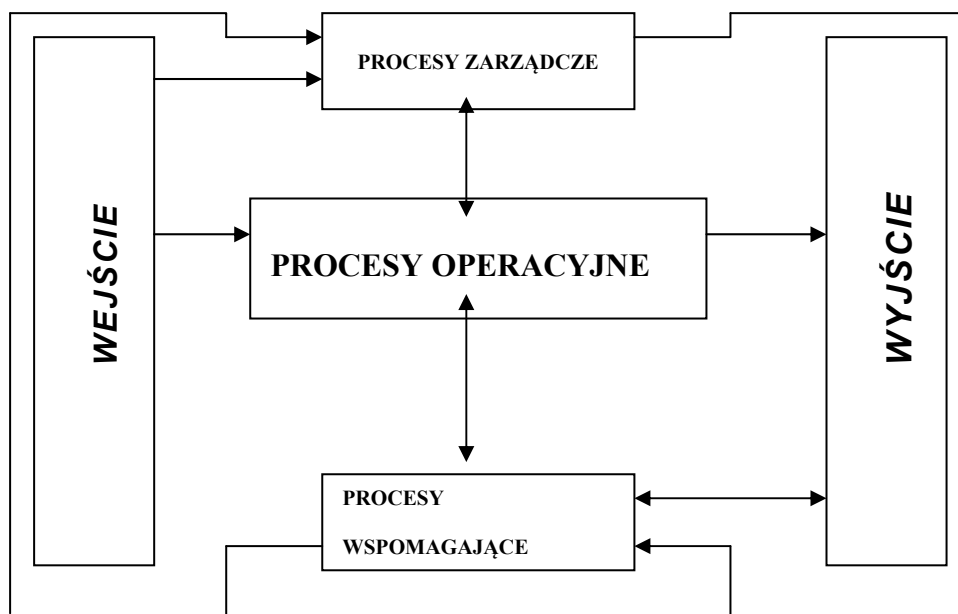 PROCESY ZARZĄDCZE
WEJŚCIE
PROCESY OPERACYJNE
WYJŚCIE
PROCESY
WSPOMAGAJĄCE